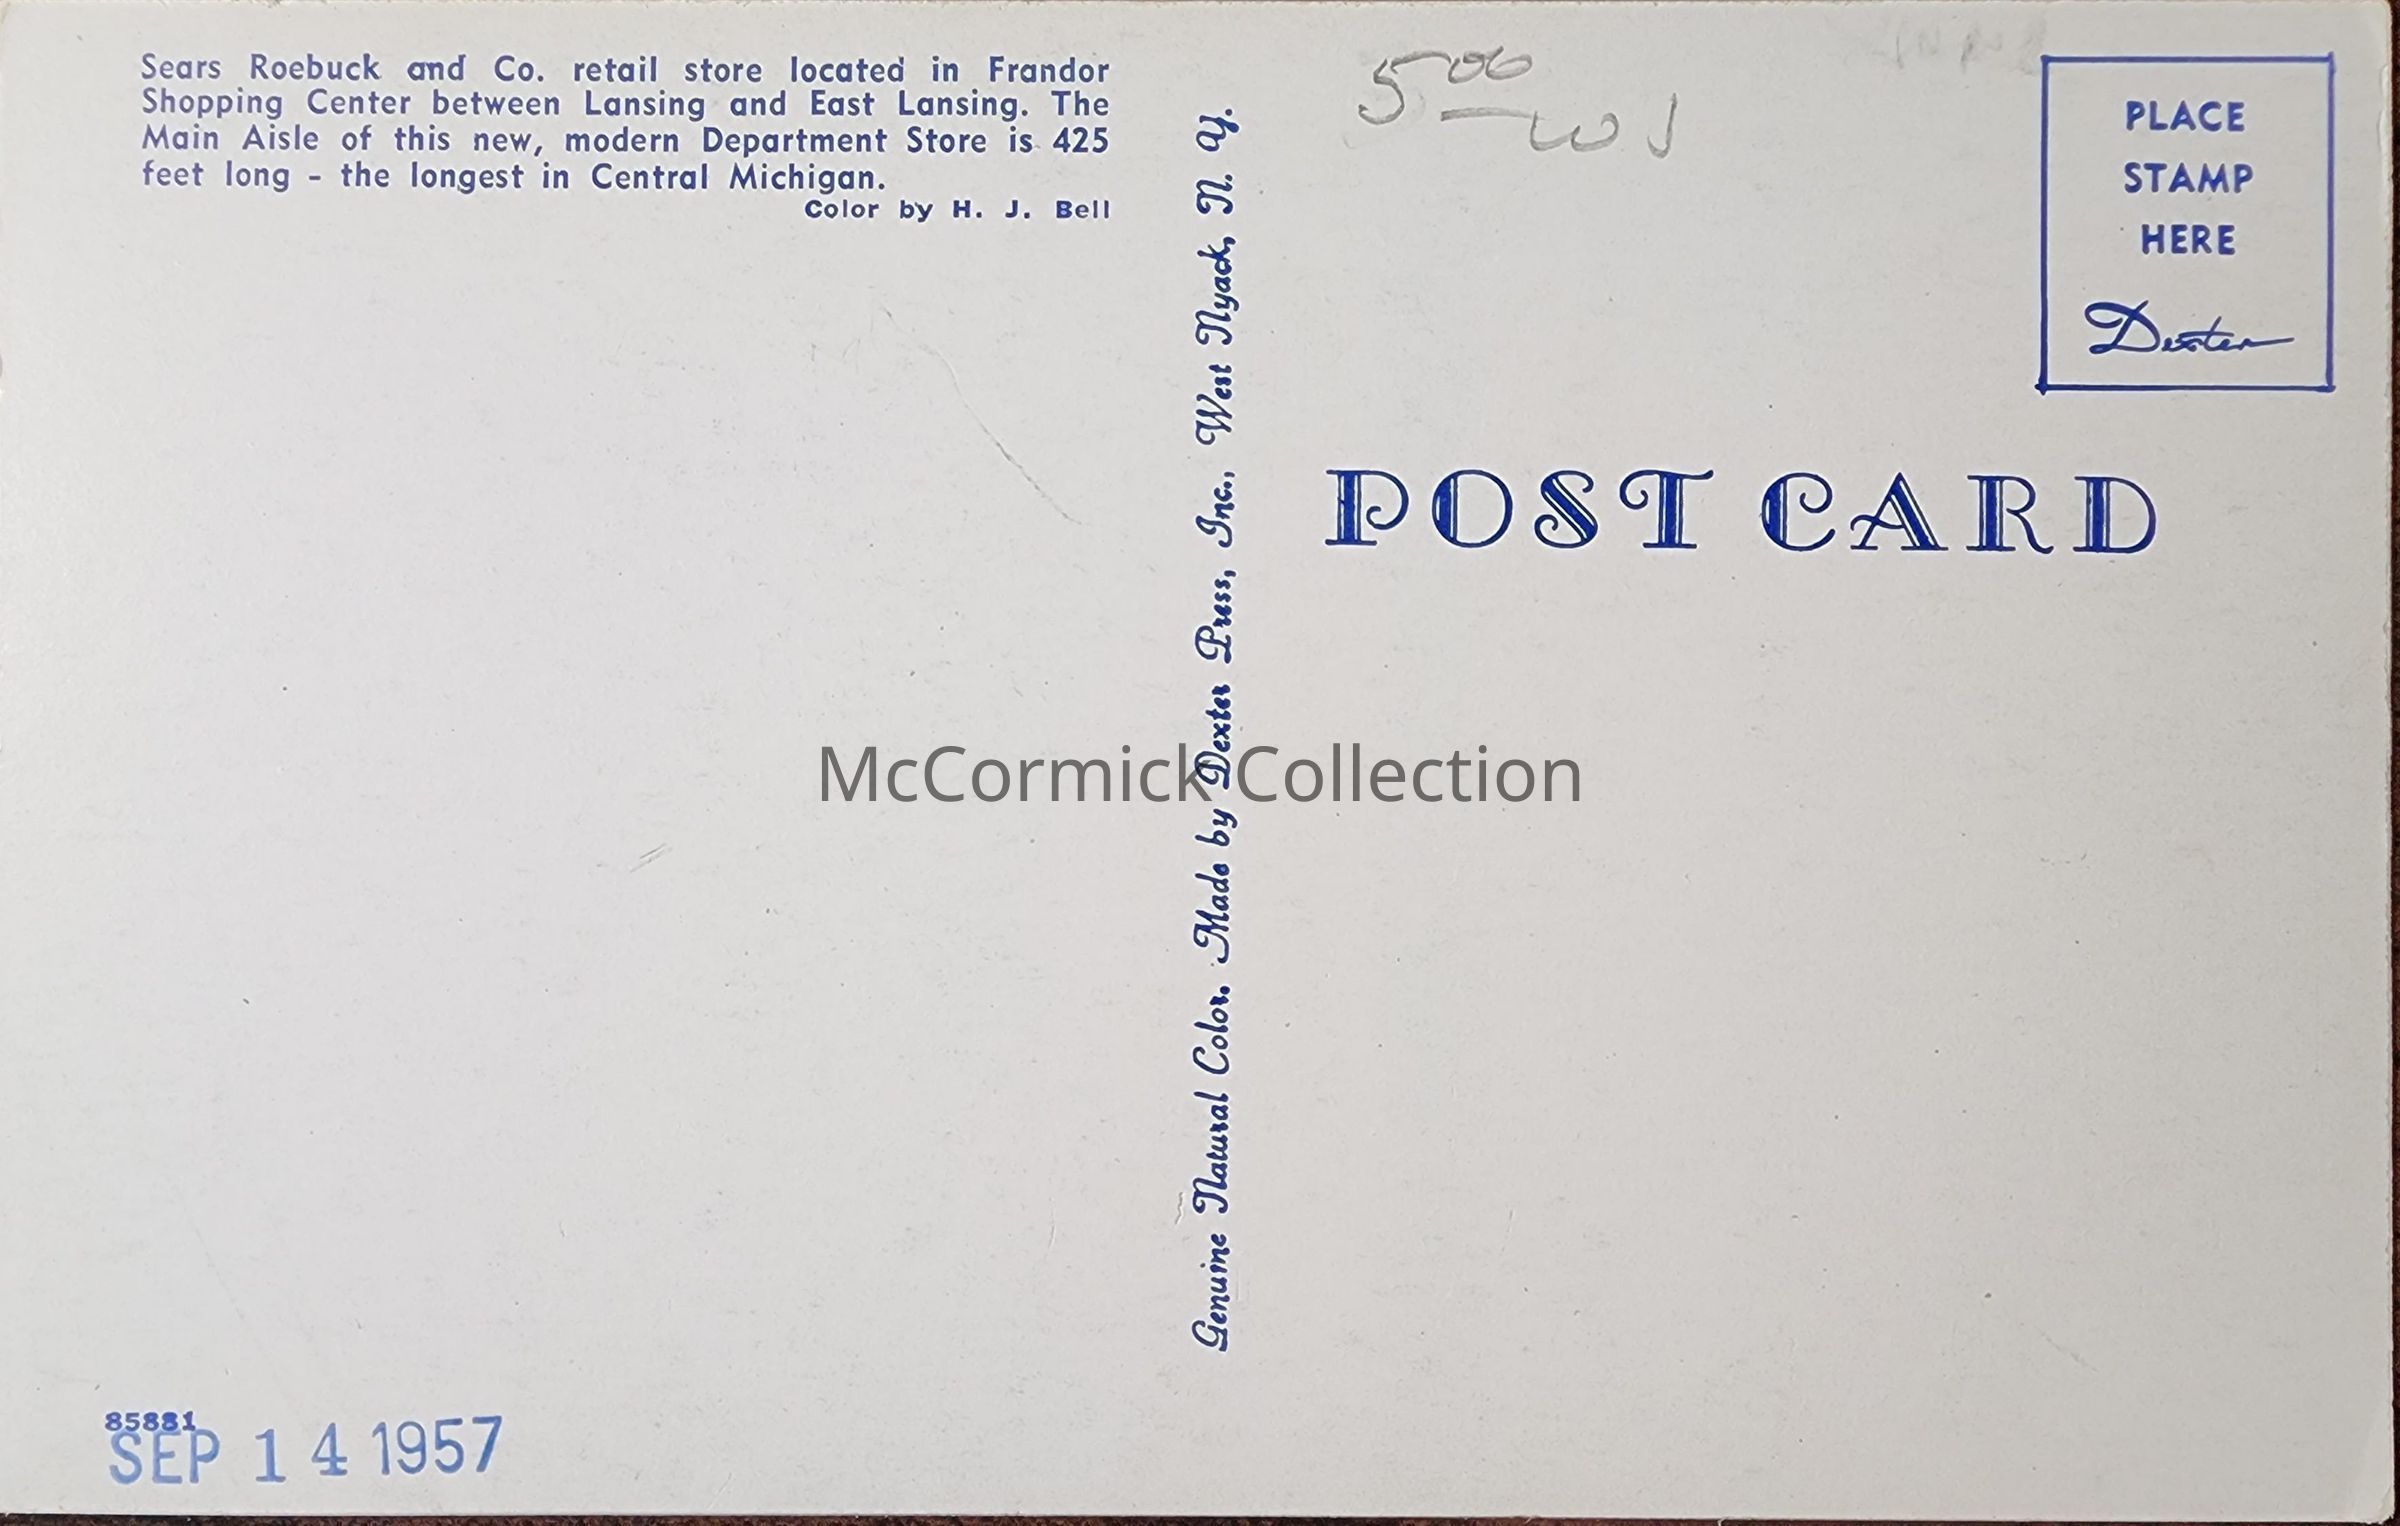 Sears Roebuck and Co. retail store located in Frandor
Shopping Center between Lansing and East Lansing. The
Main Aisle of this new, modern Department Store is 425
feet long - the longest in Central Michigan.
Color by H. J. Bell
85881
SEP 14 1957
Genuine Natural Color. Made by Dexter Press, Inc., West Nyack, N. Y.
McCormick Collection
500
PLACE
STAMP
HERE
Dexter
POST CARD